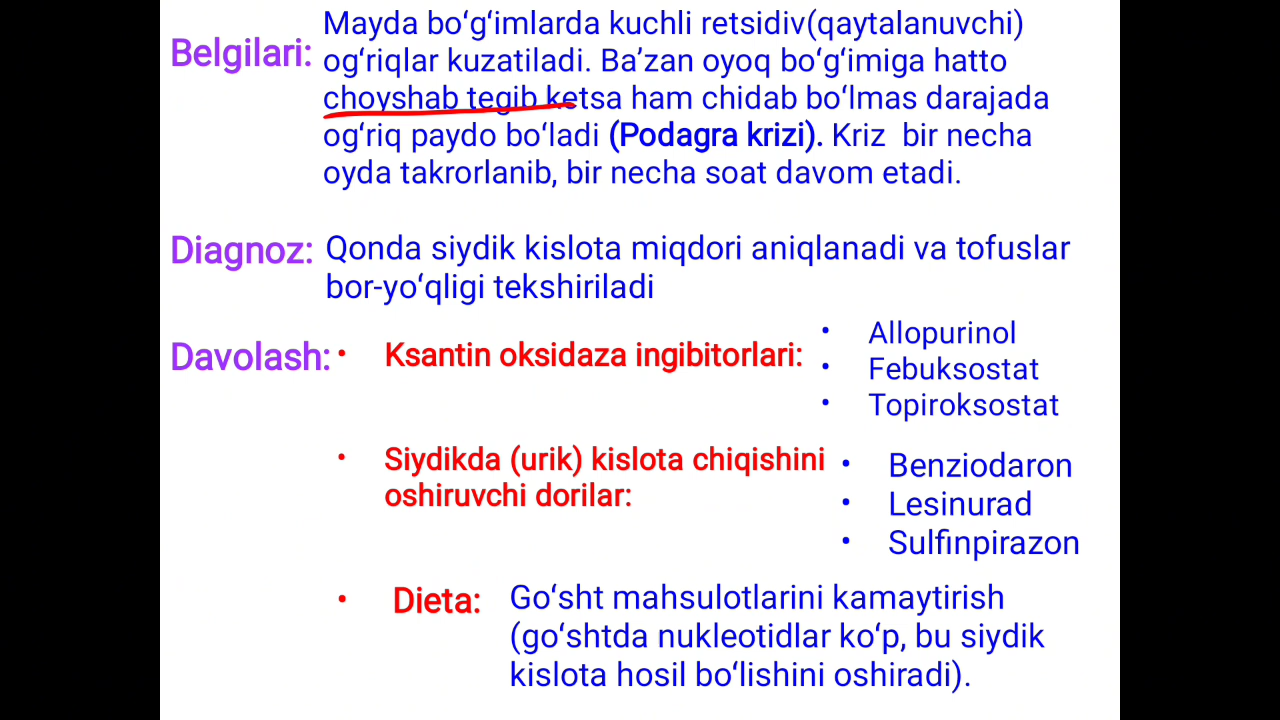 Belgilari:
Mayda bo‘g‘imlarda kuchli retsidiv(qaytalanuvchi)
og‘riqlar kuzatiladi. Ba’zan oyoq bo‘g‘imiga hatto
choyshab tegib ketsa ham chidab bo‘lmas darajada
og‘riq paydo bo‘ladi (Podagra krizi). Kriz  bir necha
oyda takrorlanib, bir necha soat davom etadi.
Diagnoz:
Qonda siydik kislota miqdori aniqlanadi va tofuslar
bor-yo‘qligi tekshiriladi
Davolash:
• Ksantin oksidaza ingibitorlari:
• Allopurinol
• Febuksostat
• Topiroksostat
• Siydikda (urik) kislota chiqishini
oshiruvchi dorilar:
• Benziodaron
• Lesinurad
• Sulfinpirazon
• Dieta:
Go‘sht mahsulotlarini kamaytirish
(go‘shtda nukleotidlar ko‘p, bu siydik
kislota hosil bo‘lishini oshiradi).